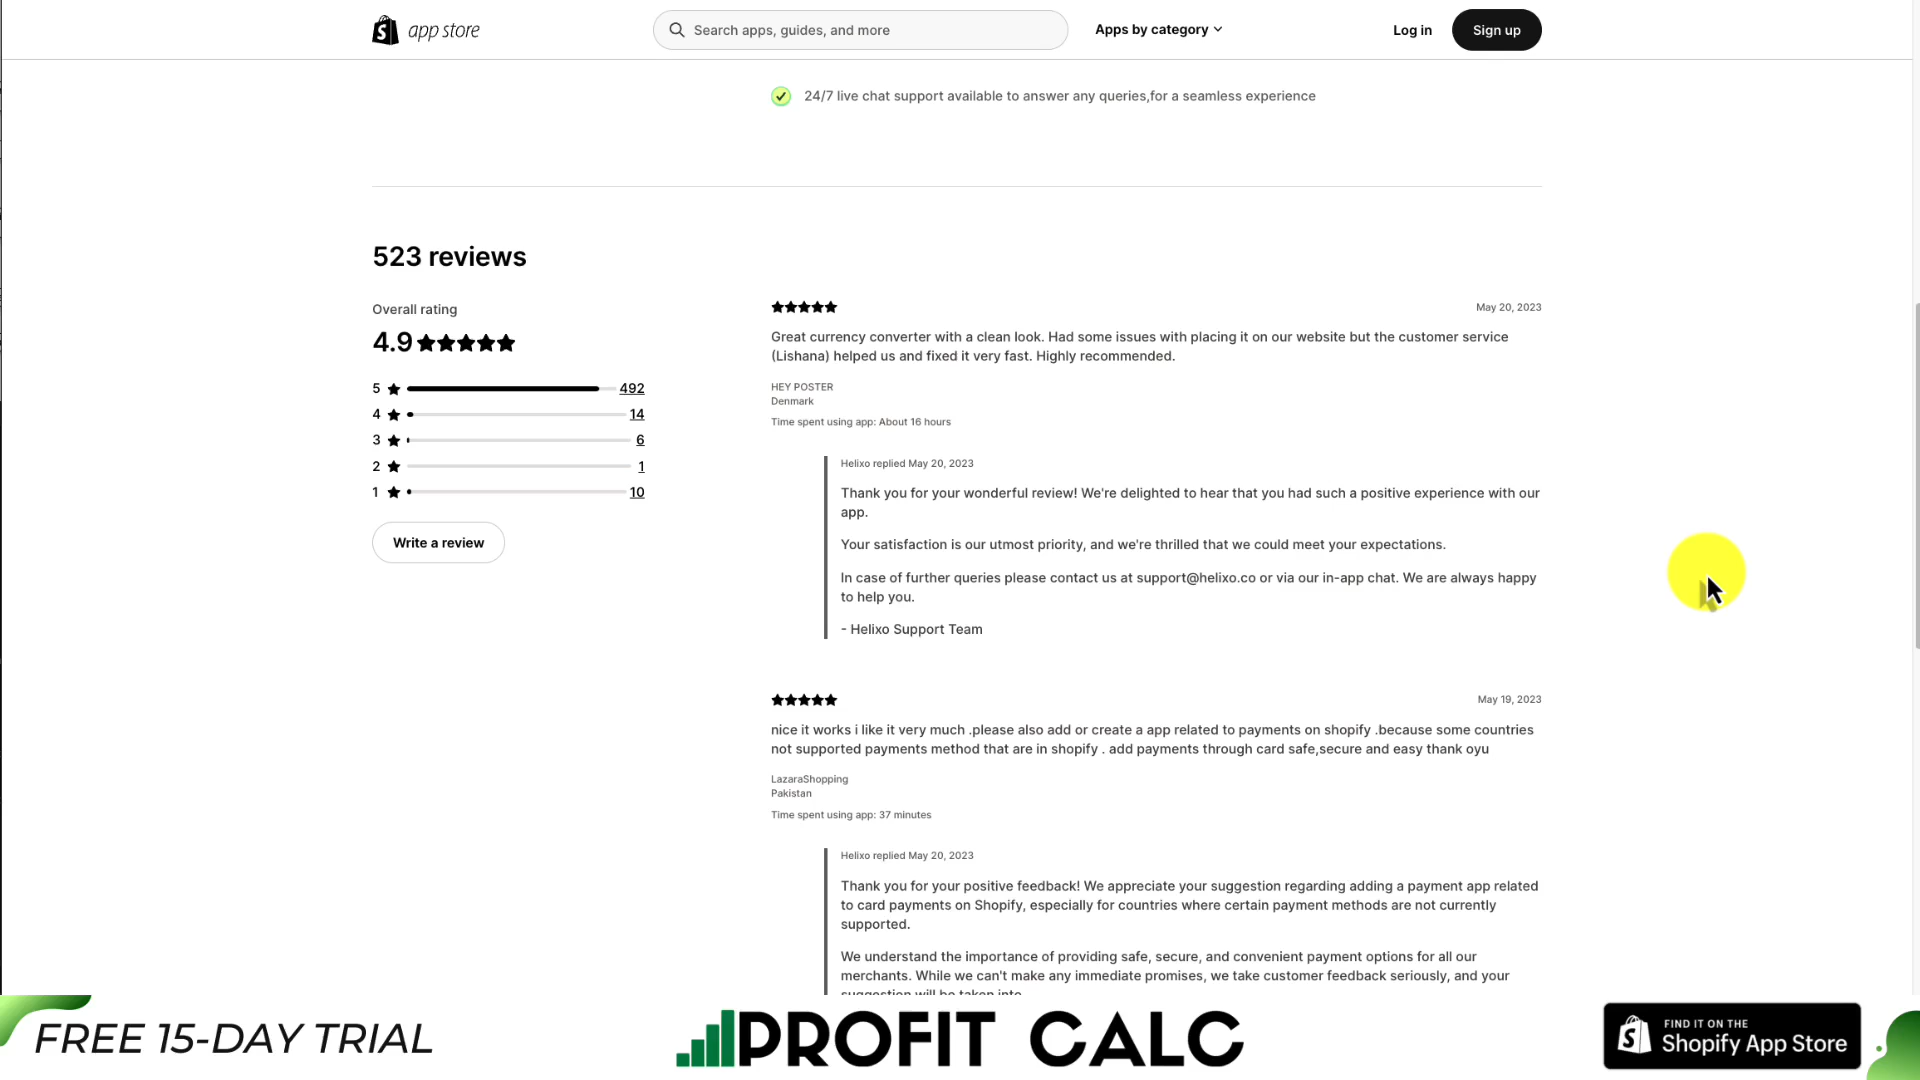 app store
Search apps, guides, and more
Apps by category
Log in
Sign up
24/7 live chat support available to answer any queries,for a seamless experience
523 reviews
Overall rating
4.9
5 492
4 14
3 6
2 1
1 10
Write a review
May 20, 2023
Great currency converter with a clean look. Had some issues with placing it on our website but the customer service
(Lishana) helped us and fixed it very fast. Highly recommended.
HEY POSTER
Denmark
Time spent using app: About 16 hours
Helixo replied May 20, 2023
Thank you for your wonderful review! We're delighted to hear that you had such a positive experience with our
app.
Your satisfaction is our utmost priority, and we're thrilled that we could meet your expectations.
In case of further queries please contact us at support@helixo.co or via our in-app chat. We are always happy
to help you.
- Helixo Support Team
May 19, 2023
nice it works i like it very much .please also add or create a app related to payments on shopify .because some countries
not supported payments method that are in shopify . add payments through card safe,secure and easy thank oyu
LazaraShopping
Pakistan
Time spent using app: 37 minutes
Helixo replied May 20, 2023
Thank you for your positive feedback! We appreciate your suggestion regarding adding a payment app related
to card payments on Shopify, especially for countries where certain payment methods are not currently
supported.
We understand the importance of providing safe, secure, and convenient payment options for all our
merchants. While we can't make any immediate promises, we take customer feedback seriously, and your
suggestion will be taken into
FREE 15-DAY TRIAL
PROFIT CALC
FIND IT ON THE
Shopify App Store